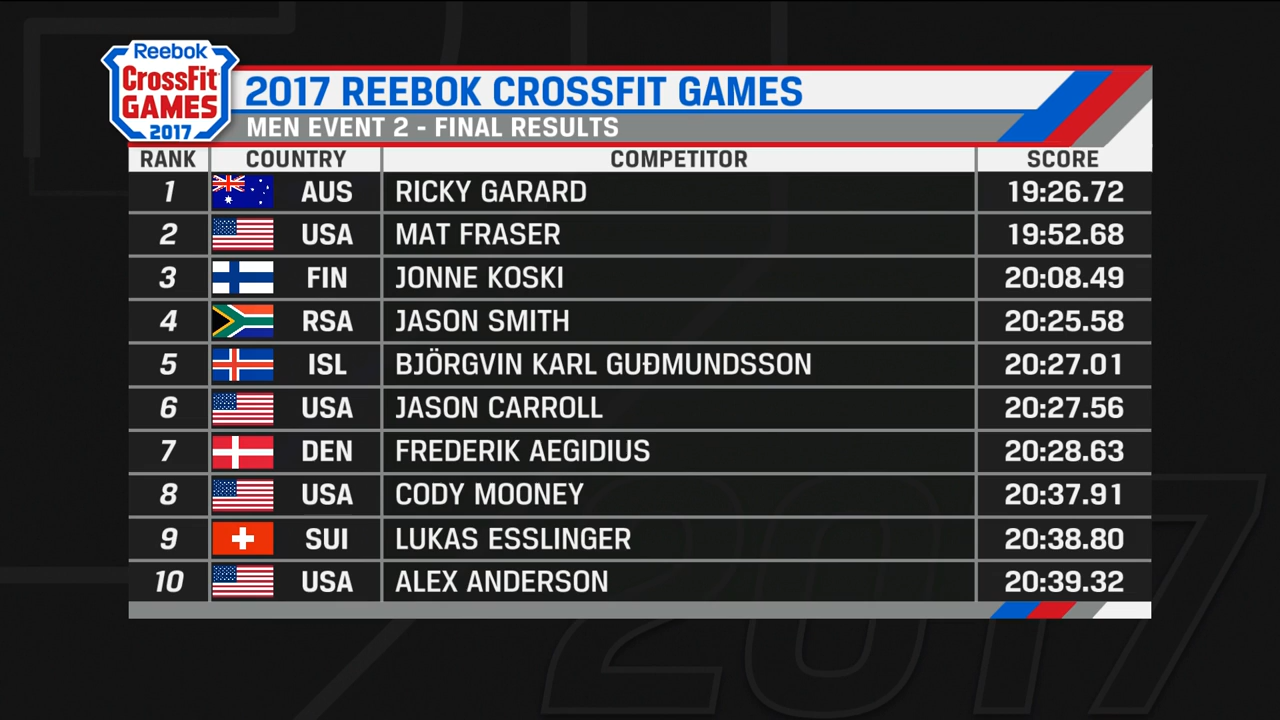 Reebok
CrossFit
GAMES
2017
2017 REEBOK CROSSFIT GAMES
MEN EVENT 2 - FINAL RESULTS
RANK COUNTRY COMPETITOR SCORE
1 AUS RICKY GARARD 19:26.72
2 USA MAT FRASER 19:52.68
3 FIN JONNE KOSKI 20:08.49
4 RSA JASON SMITH 20:25.58
5 ISL BJÖRGVIN KARL GUÐMUNDSSON 20:27.01
6 USA JASON CARROLL 20:27.56
7 DEN FREDERIK AEGIDIUS 20:28.63
8 USA CODY MOONEY 20:37.91
9 SUI LUKAS ESSLINGER 20:38.80
10 USA ALEX ANDERSON 20:39.32
2017